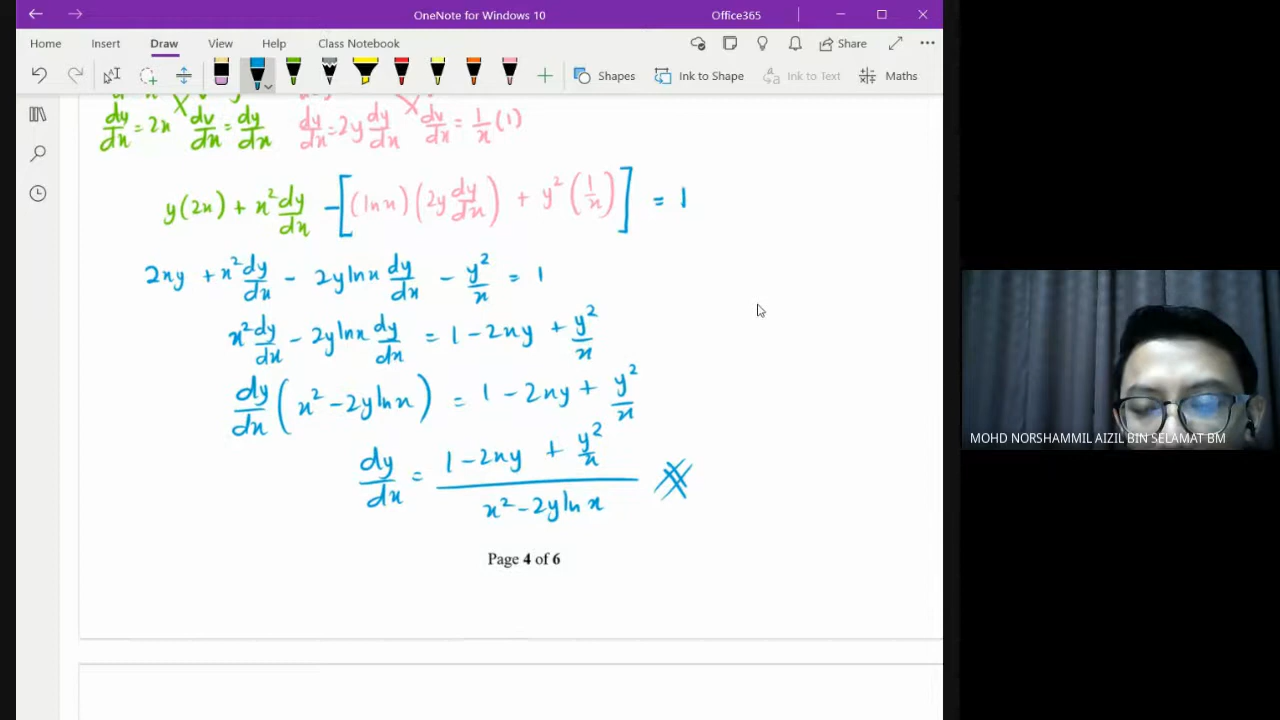 OneNote for Windows 10
Office365
Home Insert Draw View Help Class Notebook
Share
Shapes Ink to Shape Ink to Text Maths
dy/dx = 2x dv/dx = dy/dx dy/dx = 2y dy/dx dv/dx = 1/x (1)
y(2x) + x² dy/dx - [(ln x)(2y dy/dx) + y² (1/x)] = 1
2xy + x² dy/dx - 2y ln x dy/dx - y²/x = 1
x² dy/dx - 2y ln x dy/dx = 1 - 2xy + y²/x
dy/dx (x² - 2y ln x) = 1 - 2xy + y²/x
dy/dx = (1 - 2xy + y²/x) / (x² - 2y ln x)
Page 4 of 6
MOHD NORSHAMMIL AIZIL BIN SELAMAT BM